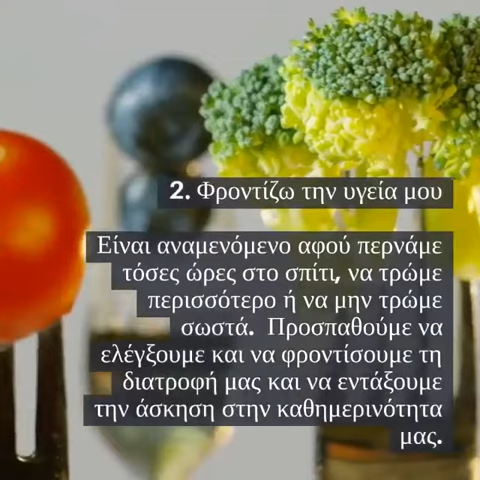 2. Φροντίζω την υγεία μου
Είναι αναμενόμενο αφού περνάμε
τόσες ώρες στο σπίτι, να τρώμε
περισσότερο ή να μην τρώμε
σωστά.  Προσπαθούμε να
ελέγξουμε και να φροντίσουμε τη
διατροφή μας και να εντάξουμε
την άσκηση στην καθημερινότητα
μας.